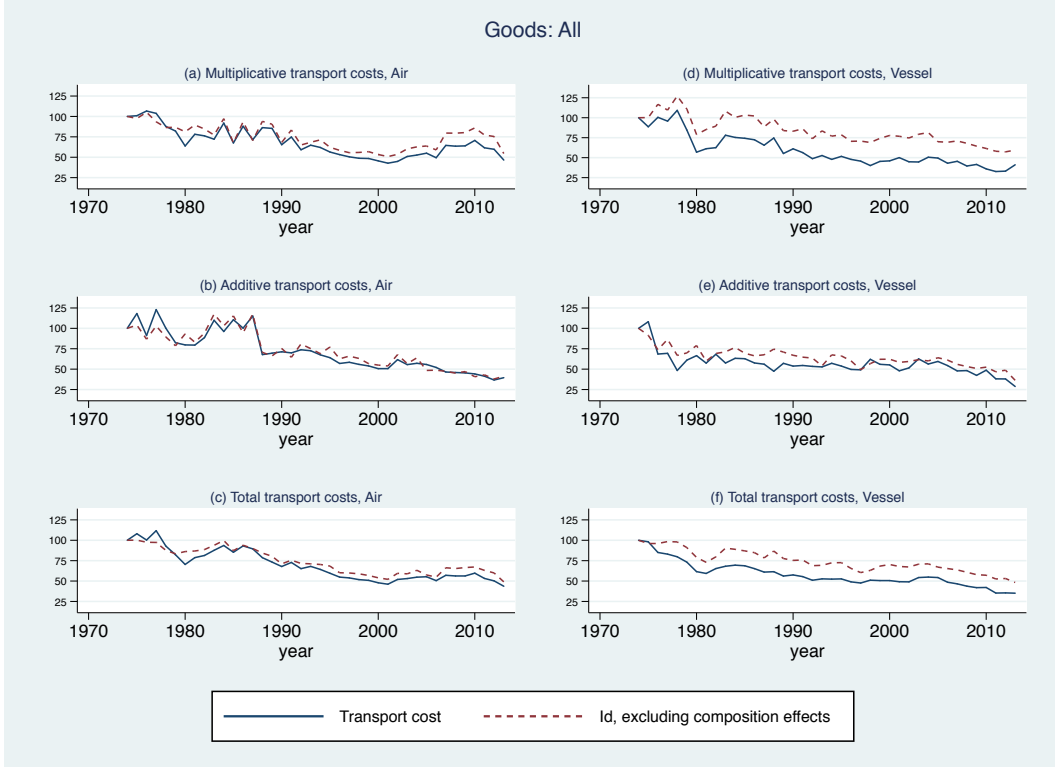 Goods: All
(a) Multiplicative transport costs, Air
125
100
75
50
25
1970 1980 1990 2000 2010
year
(d) Multiplicative transport costs, Vessel
125
100
75
50
25
1970 1980 1990 2000 2010
year
(b) Additive transport costs, Air
125
100
75
50
25
1970 1980 1990 2000 2010
year
(e) Additive transport costs, Vessel
125
100
75
50
25
1970 1980 1990 2000 2010
year
(c) Total transport costs, Air
125
100
75
50
25
1970 1980 1990 2000 2010
year
(f) Total transport costs, Vessel
125
100
75
50
25
1970 1980 1990 2000 2010
year
Transport cost Id, excluding composition effects